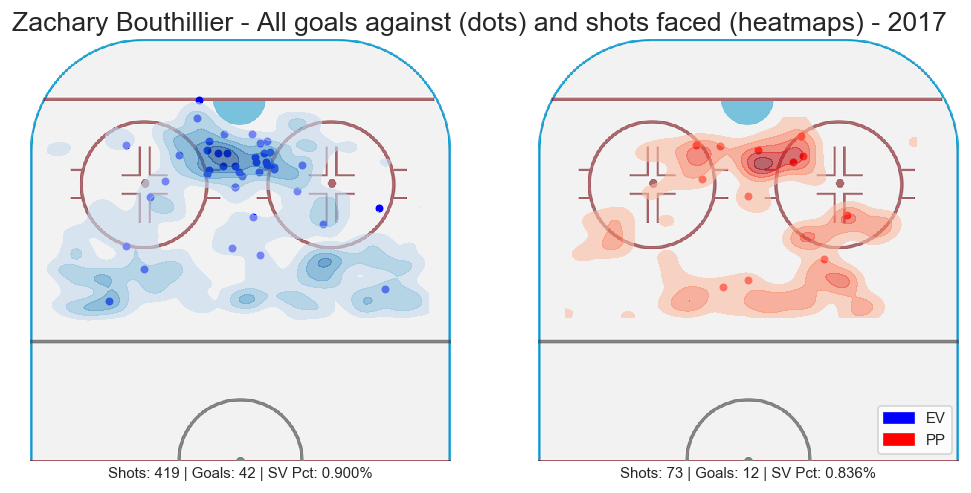 Zachary Bouthillier - All goals against (dots) and shots faced (heatmaps) - 2017
EV
PP
Shots: 419 | Goals: 42 | SV Pct: 0.900%
Shots: 73 | Goals: 12 | SV Pct: 0.836%